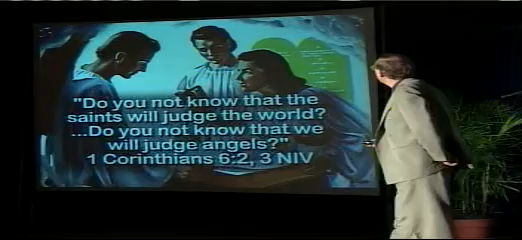 "Do you not know that the
saints will judge the world?
...Do you not know that we
will judge angels?"
1 Corinthians 6:2, 3 NIV